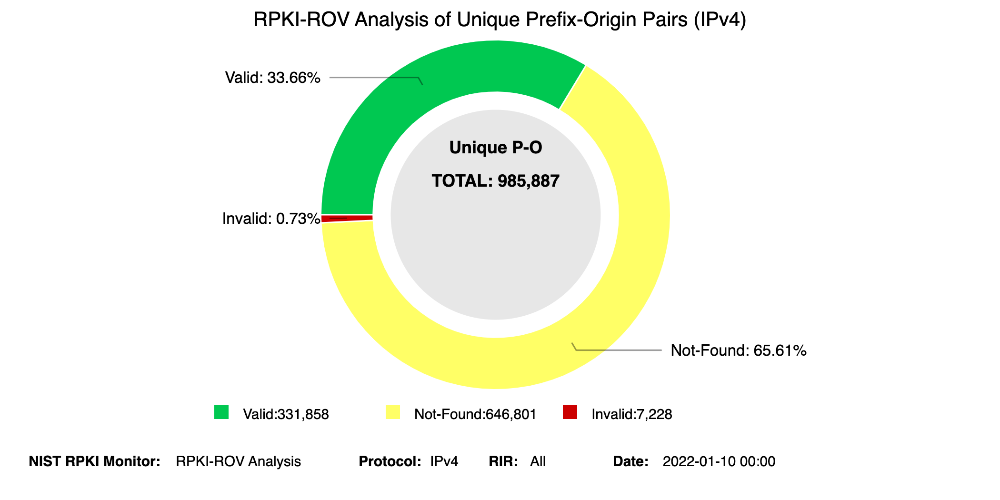 RPKI-ROV Analysis of Unique Prefix-Origin Pairs (IPv4)
Valid: 33.66%
Unique P-O
TOTAL: 985,887
Invalid: 0.73%
Not-Found: 65.61%
Valid:331,858 Not-Found:646,801 Invalid:7,228
NIST RPKI Monitor: RPKI-ROV Analysis Protocol: IPv4 RIR: All Date: 2022-01-10 00:00